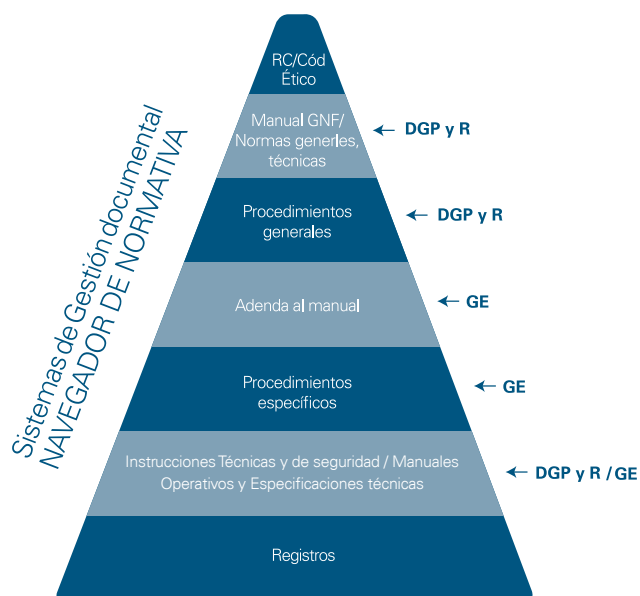 Sistemas de Gestión documental
NAVEGADOR DE NORMATIVA
RC/Cód
Ético
Manual GNF/
Normas generles,
técnicas
DGP y R
Procedimientos
generales
DGP y R
Adenda al manual
GE
Procedimientos
específicos
GE
Instrucciones Técnicas y de seguridad / Manuales
Operativos y Especificaciones técnicas
DGP y R / GE
Registros